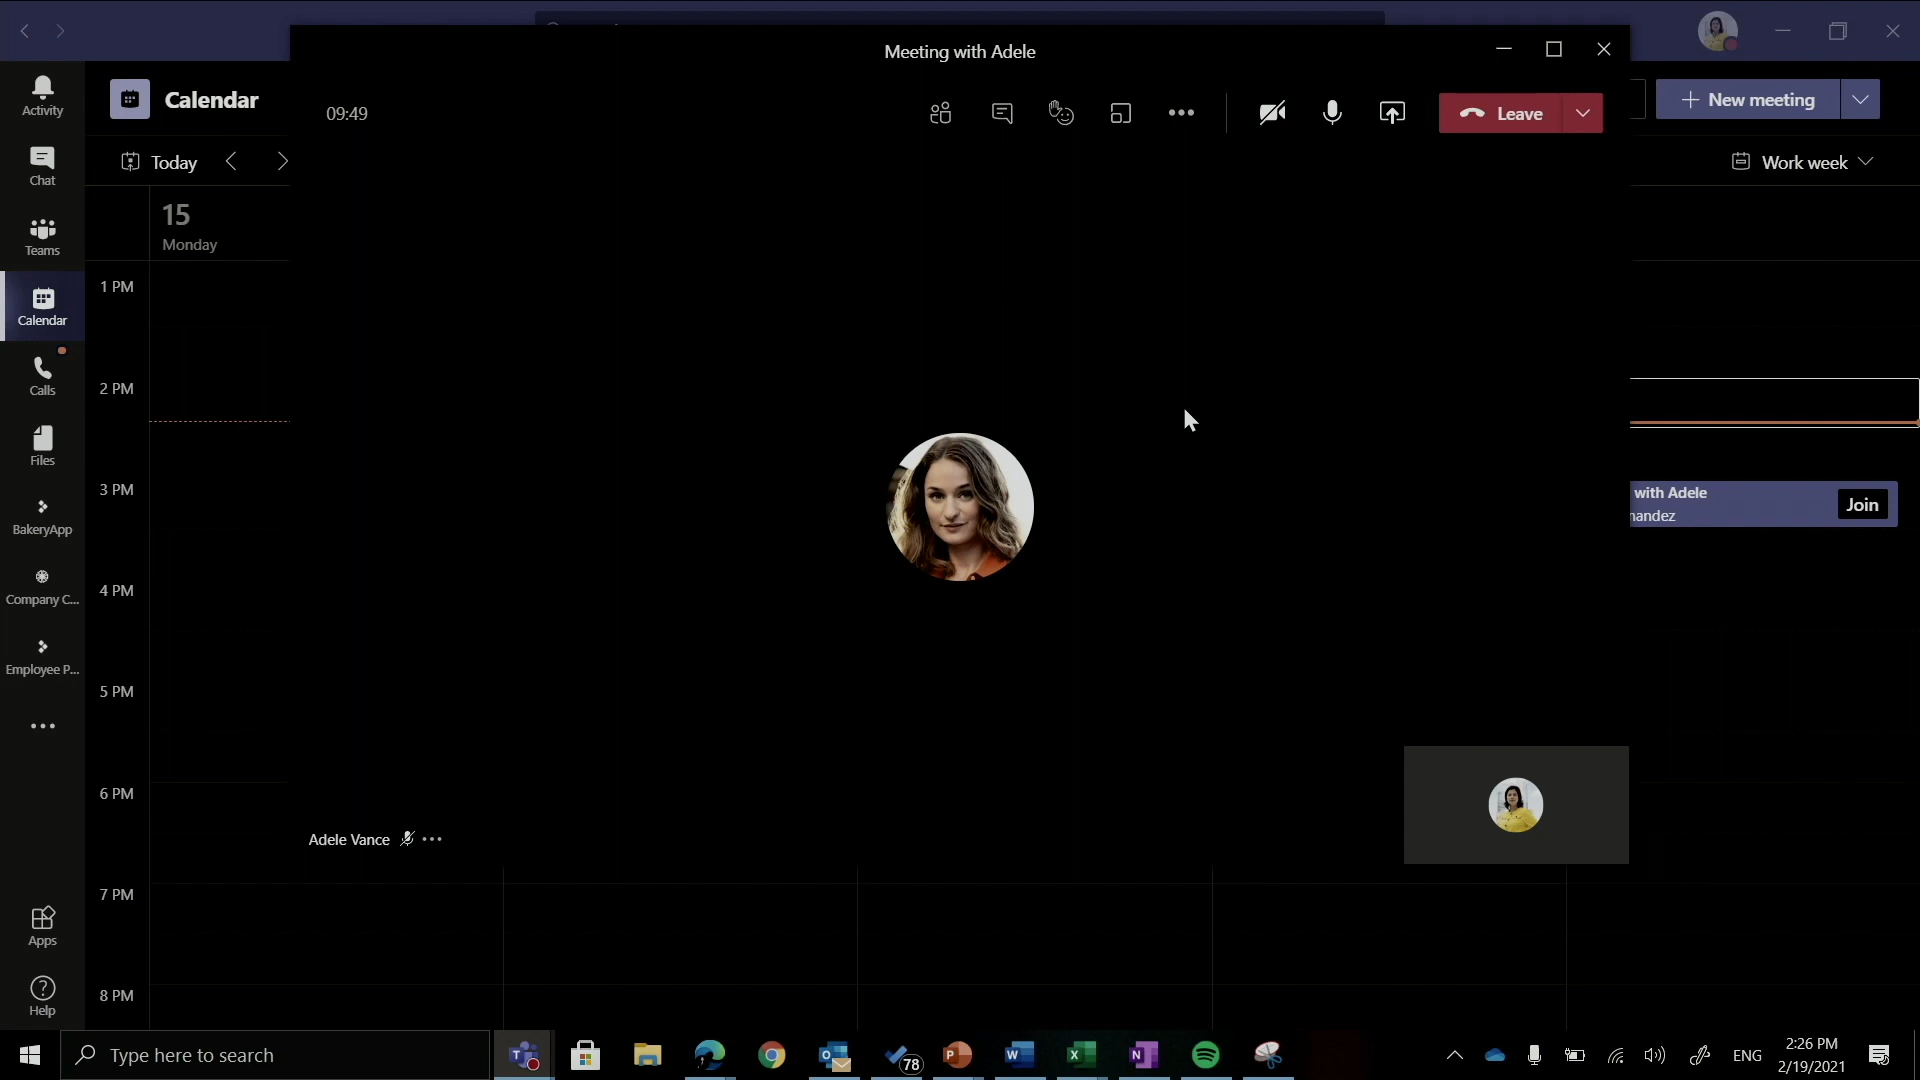 Meeting with Adele
09:49
Leave
Calendar
New meeting
Today
Work week
15
Monday
Activity
Chat
Teams
Calendar
Calls
Files
BakeryApp
Company C...
Employee P...
Apps
Help
1 PM
2 PM
3 PM
4 PM
5 PM
6 PM
7 PM
8 PM
with Adele
nandez
Join
Adele Vance
Type here to search
78
ENG
2:26 PM
2/19/2021